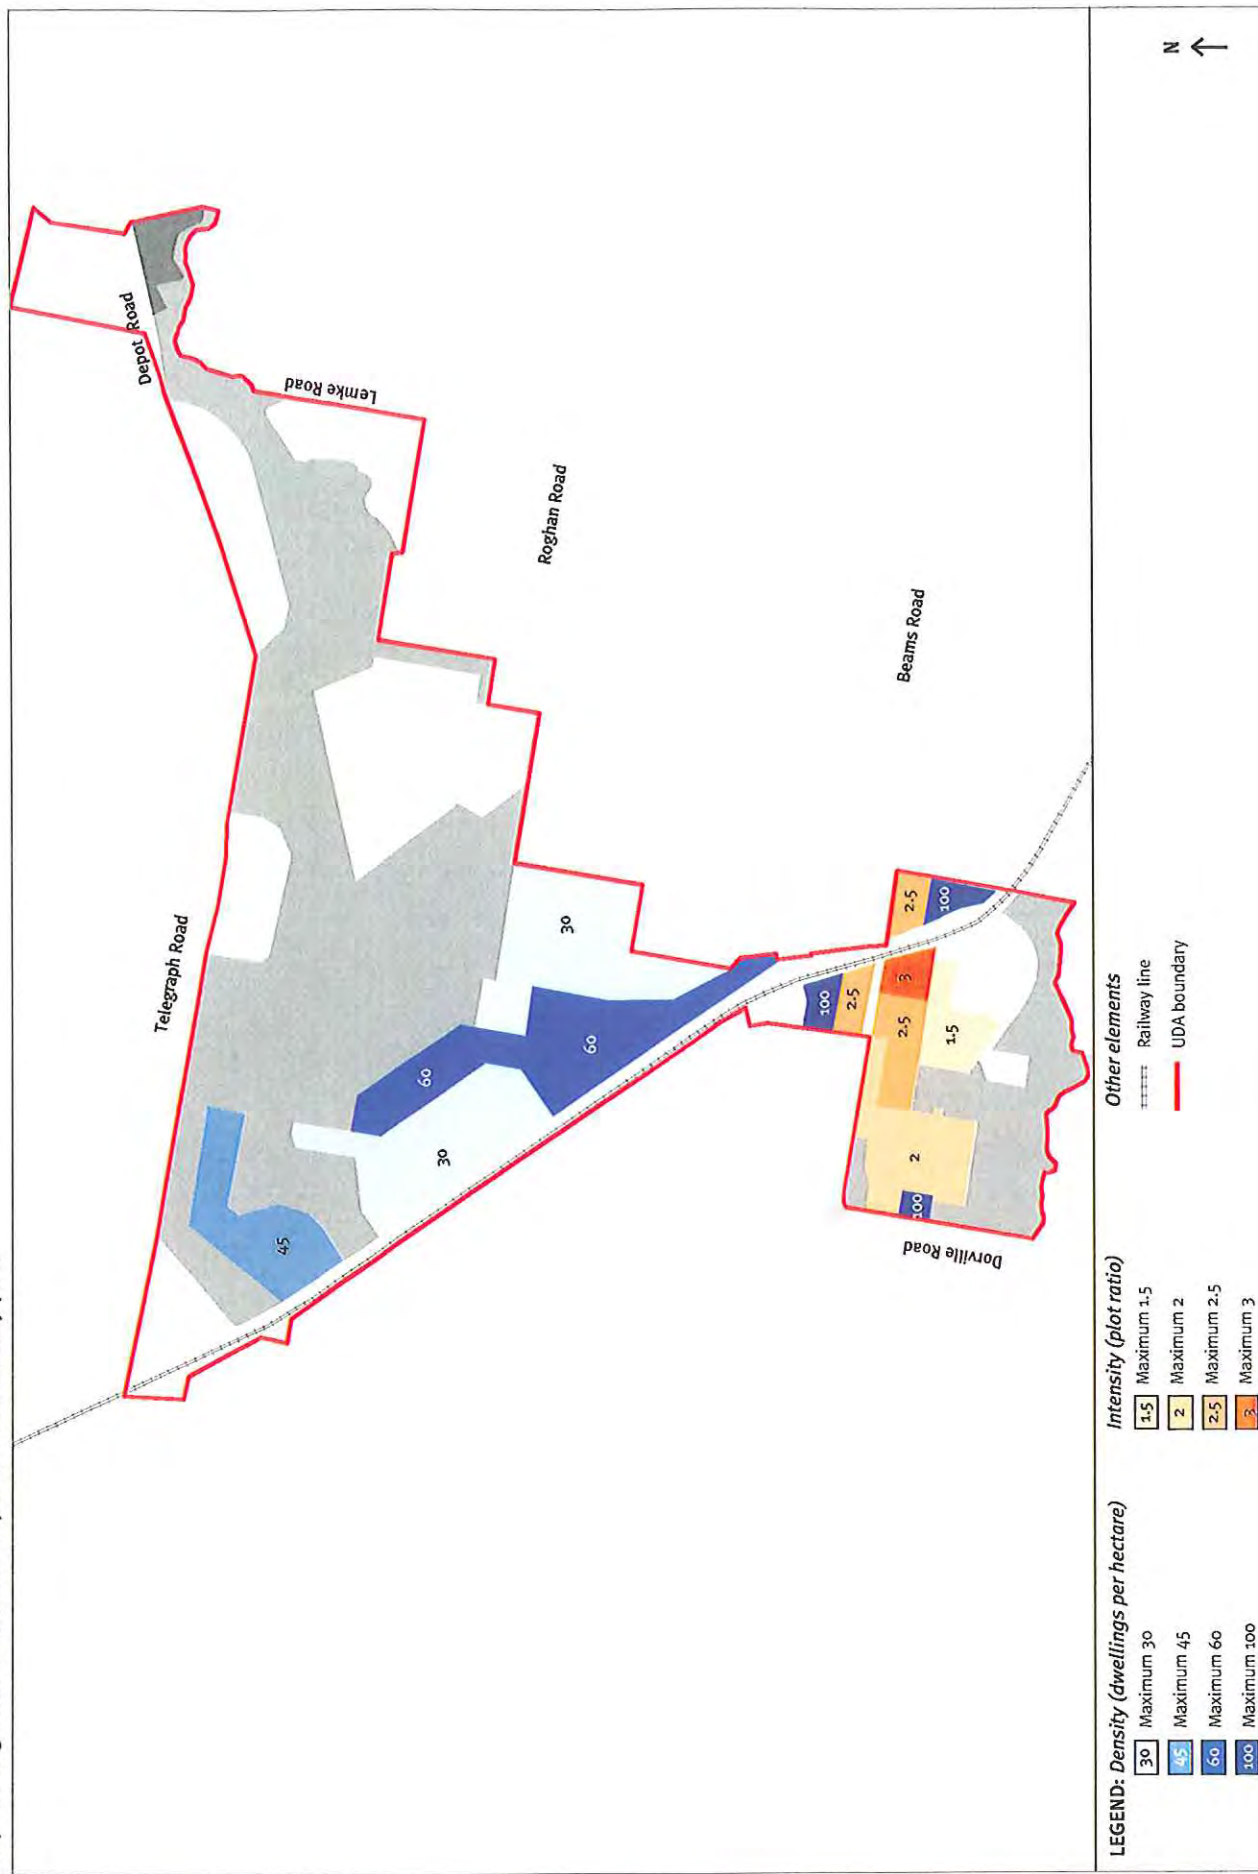 N
Depot Road
Lemke Road
Telegraph Road
Roghan Road
Beams Road
Dorville Road
45
30
60
60
30
100
2.5
2.5
3
2.5
100
1.5
2
100
LEGEND: Density (dwellings per hectare)
30 Maximum 30
45 Maximum 45
60 Maximum 60
100 Maximum 100
Intensity (plot ratio)
1.5 Maximum 1.5
2 Maximum 2
2.5 Maximum 2.5
3 Maximum 3
Other elements
Railway line
UDA boundary